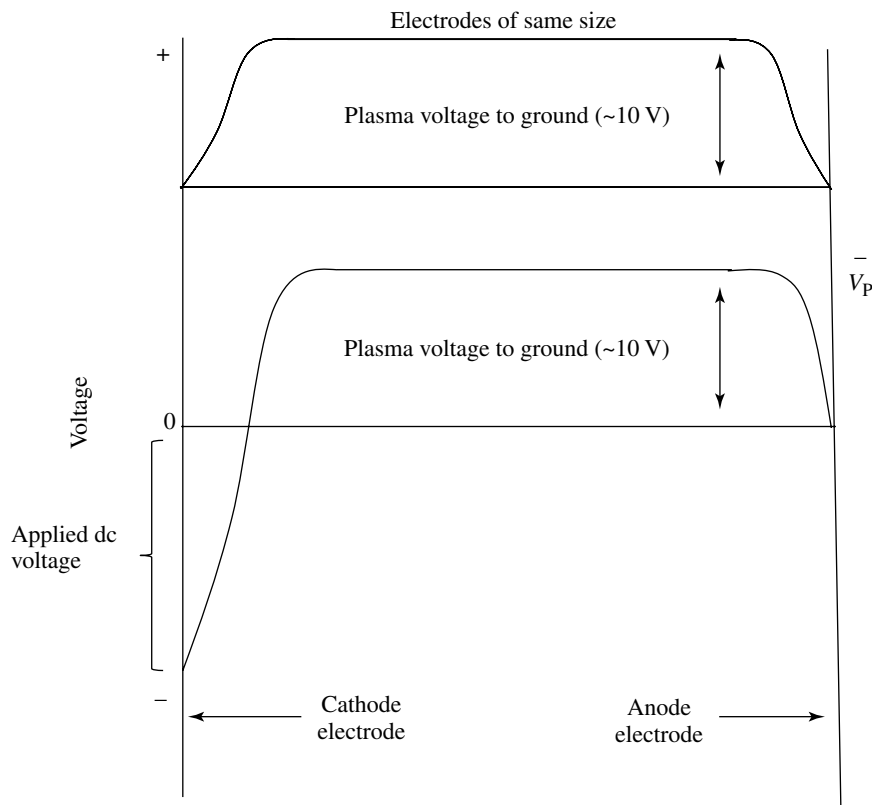 Electrodes of same size
+
Plasma voltage to ground (~10 V)
V̅P
Plasma voltage to ground (~10 V)
Voltage
0
Applied dc
voltage
−
Cathode
electrode
Anode
electrode